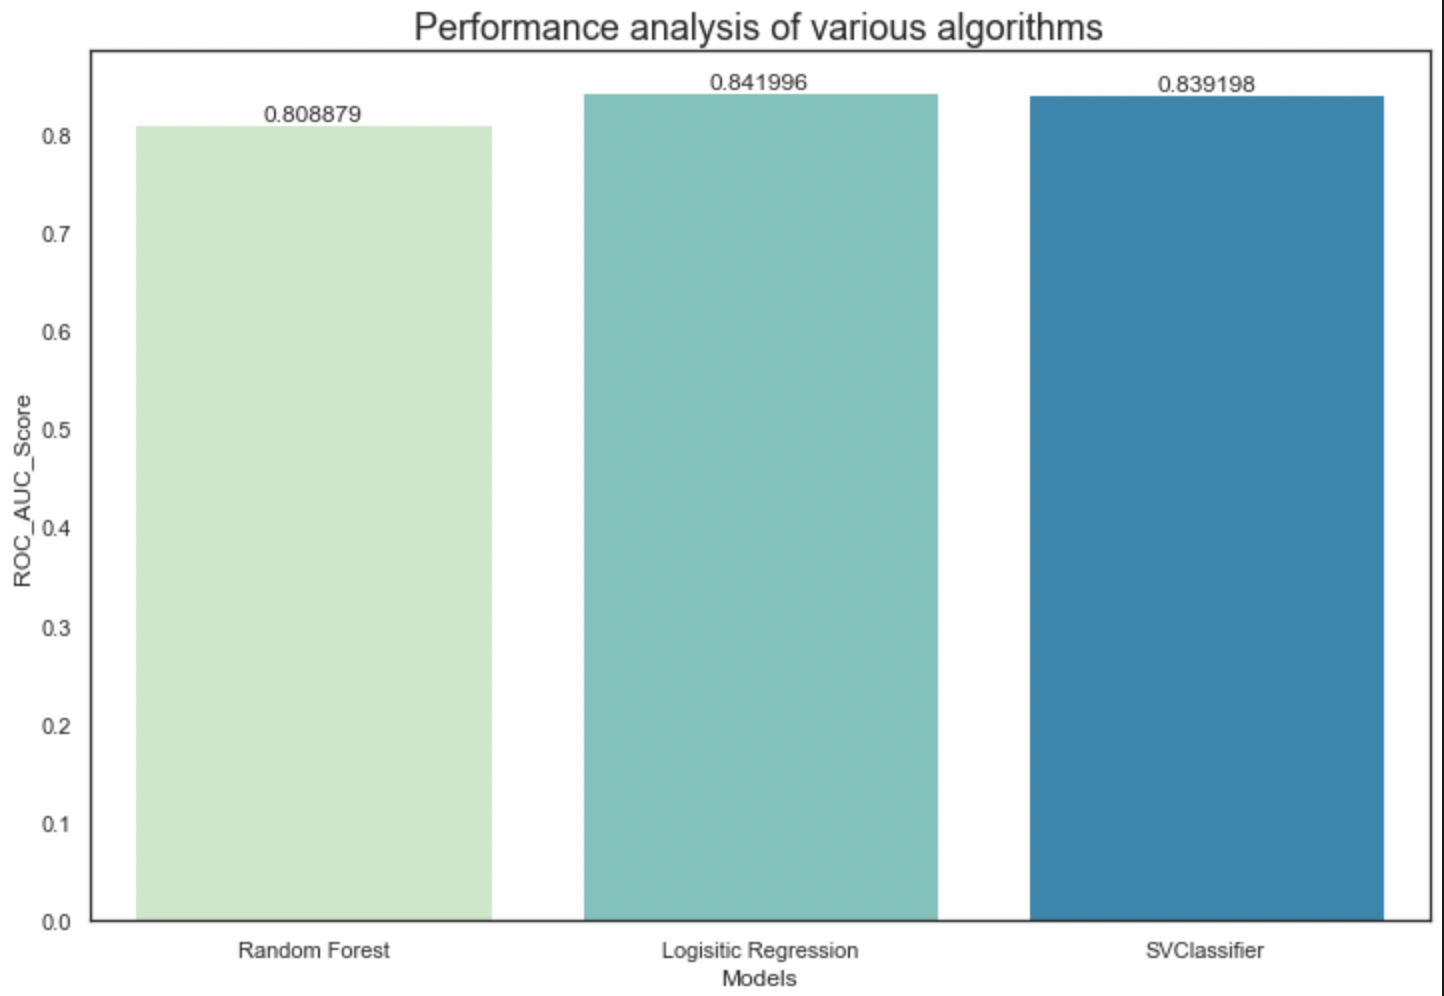 Performance analysis of various algorithms
0.808879
0.841996
0.839198
0.8
0.7
0.6
0.5
0.4
0.3
0.2
0.1
0.0
ROC_AUC_Score
Random Forest
Logisitic Regression
SVClassifier
Models